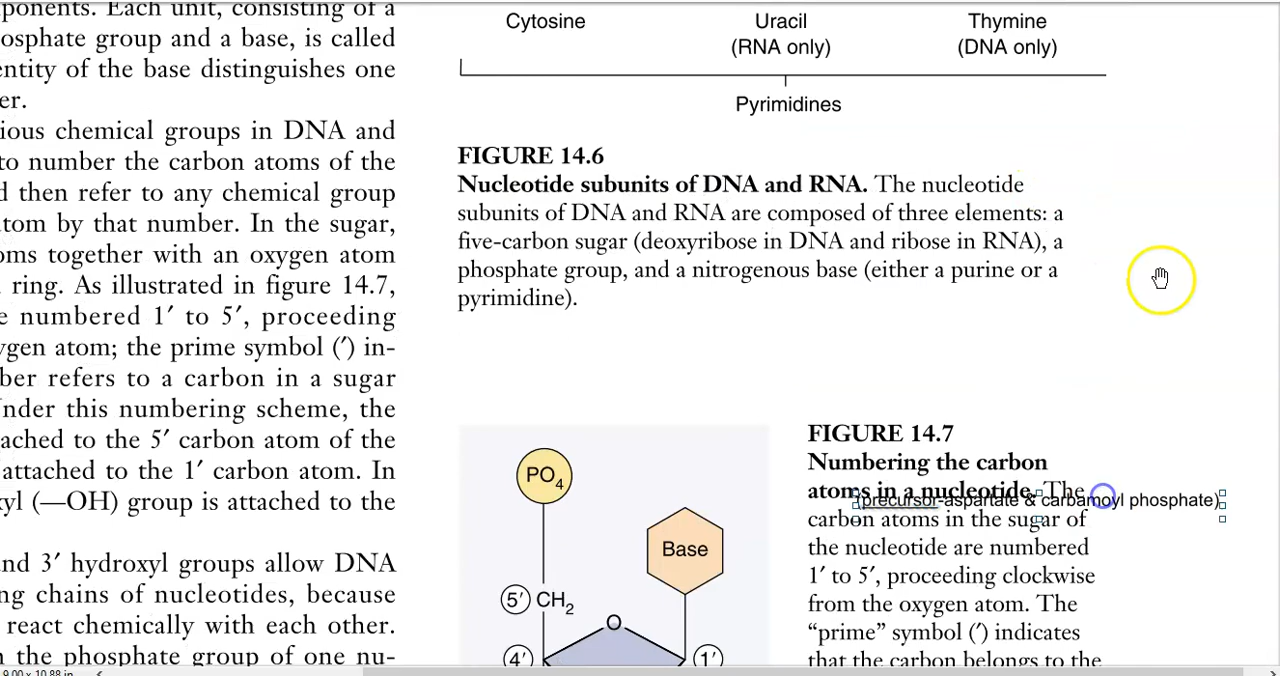 ponents. Each unit, consisting of a
osphate group and a base, is called
entity of the base distinguishes one
er.
ious chemical groups in DNA and
to number the carbon atoms of the
d then refer to any chemical group
tom by that number. In the sugar,
oms together with an oxygen atom
ring. As illustrated in figure 14.7,
e numbered 1′ to 5′, proceeding
ygen atom; the prime symbol (′) in-
ber refers to a carbon in a sugar
Under this numbering scheme, the
tached to the 5′ carbon atom of the
attached to the 1′ carbon atom. In
xyl (—OH) group is attached to the
and 3′ hydroxyl groups allow DNA
ng chains of nucleotides, because
react chemically with each other.
n the phosphate group of one nu-
Cytosine
Uracil
(RNA only)
Thymine
(DNA only)
Pyrimidines
FIGURE 14.6
Nucleotide subunits of DNA and RNA. The nucleotide
subunits of DNA and RNA are composed of three elements: a
five-carbon sugar (deoxyribose in DNA and ribose in RNA), a
phosphate group, and a nitrogenous base (either a purine or a
pyrimidine).
PO4
Base
5′ CH2
O
4′
1′
FIGURE 14.7
Numbering the carbon
atoms in a nucleotide. The
(precursor-aspartate & carbamoyl phosphate)
carbon atoms in the sugar of
the nucleotide are numbered
1′ to 5′, proceeding clockwise
from the oxygen atom. The
“prime” symbol (′) indicates
that the carbon belongs to the
9.00 x 10.88 in